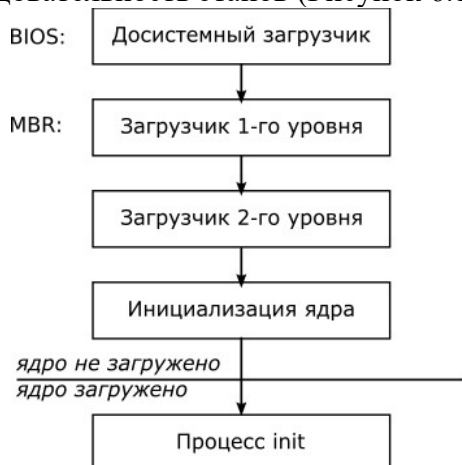 BIOS: Досистемный загрузчик
MBR: Загрузчик 1-го уровня
Загрузчик 2-го уровня
Инициализация ядра
ядро не загружено
ядро загружено
Процесс init